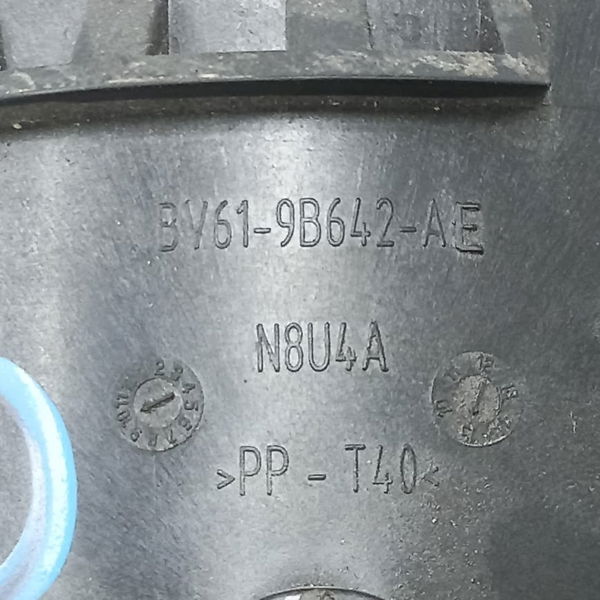 BV61-9B642-AE
N8U4A
>PP - T40<